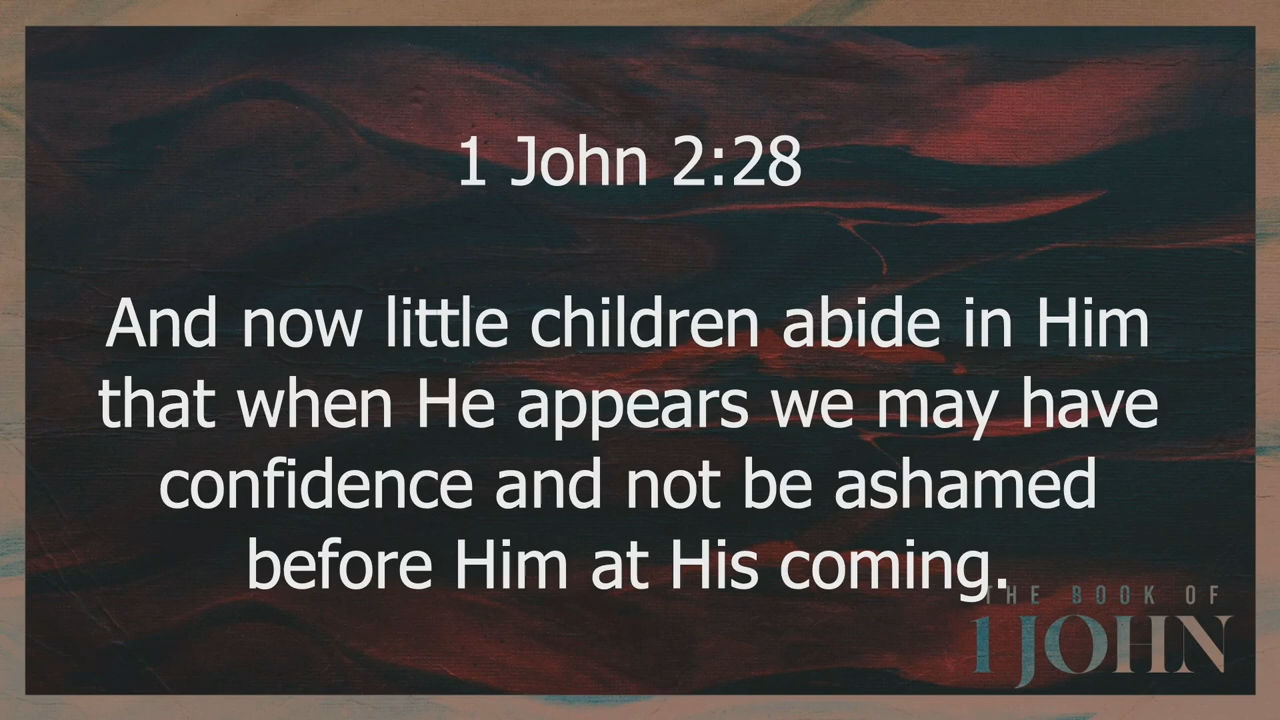 1 John 2:28
And now little children abide in Him
that when He appears we may have
confidence and not be ashamed
before Him at His coming.
THE BOOK OF
1 JOHN